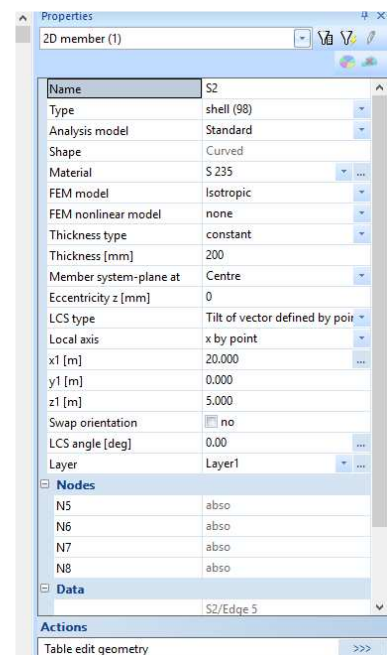 Properties
2D member (1)
Name S2
Type shell (98)
Analysis model Standard
Shape Curved
Material S 235
FEM model Isotropic
FEM nonlinear model none
Thickness type constant
Thickness [mm] 200
Member system-plane at Centre
Eccentricity z [mm] 0
LCS type Tilt of vector defined by poir
Local axis x by point
x1 [m] 20.000
y1 [m] 0.000
z1 [m] 5.000
Swap orientation no
LCS angle [deg] 0.00
Layer Layer1
Nodes
N5 abso
N6 abso
N7 abso
N8 abso
Data
S2/Edge 5
Actions
Table edit geometry >>>